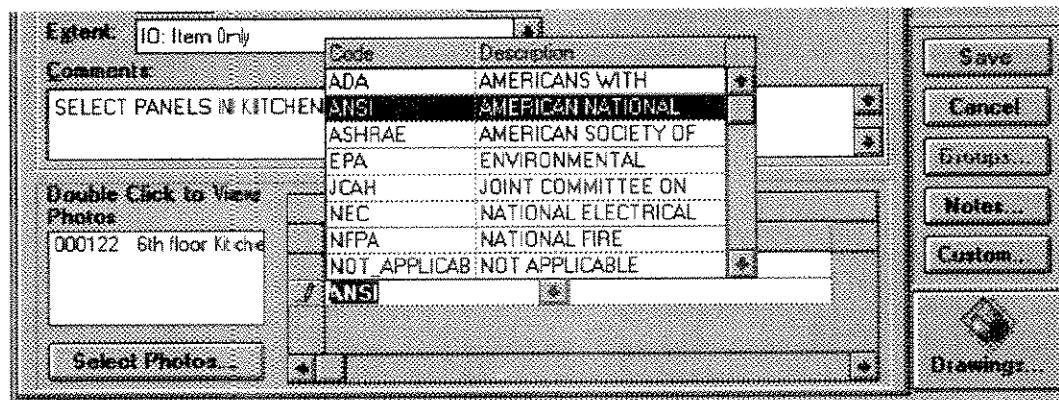 Extent: IO: Item Only
Comments:
SELECT PANELS IN KITCHEN
Code Description
ADA AMERICANS WITH
ANSI AMERICAN NATIONAL
ASHRAE AMERICAN SOCIETY OF
EPA ENVIRONMENTAL
JCAH JOINT COMMITTEE ON
NEC NATIONAL ELECTRICAL
NFPA NATIONAL FIRE
NOT_APPLICAB NOT APPLICABLE
ANSI
Double Click to View
Photos
000122 6th floor Kitche
Select Photos...
Save
Cancel
Groups...
Notes...
Custom...
Drawings...